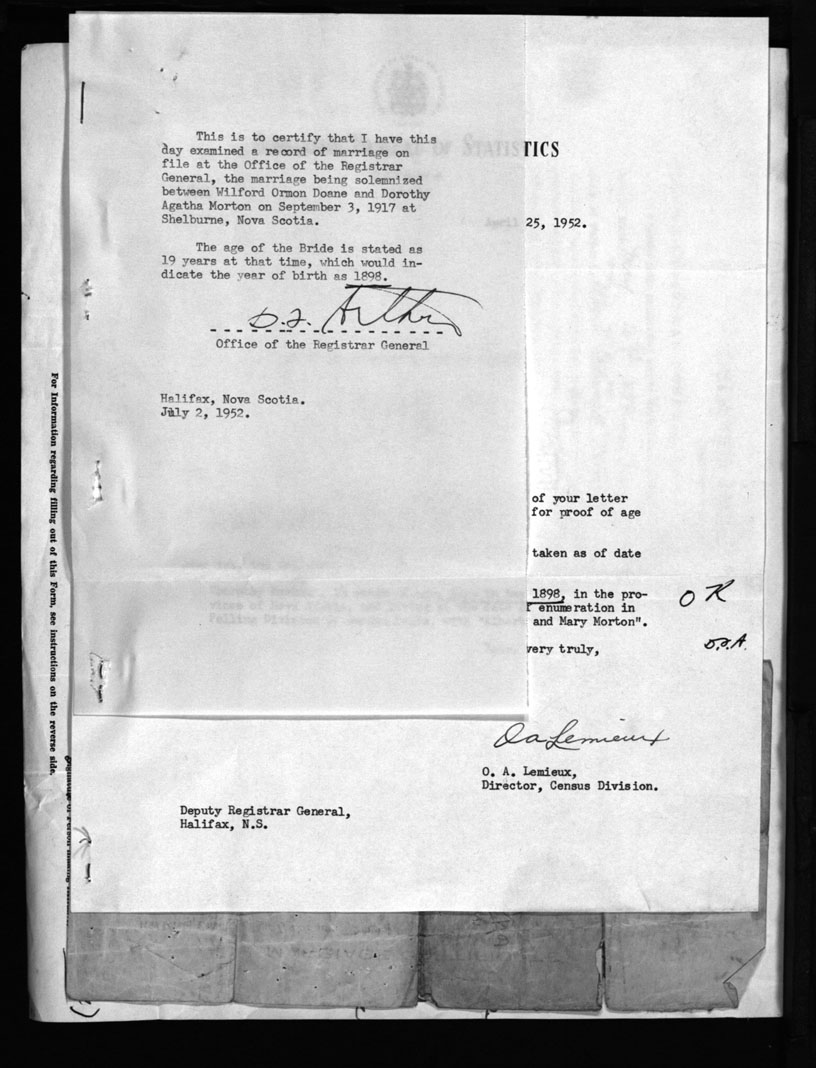 This is to certify that I have this
day examined a record of marriage on
file at the Office of the Registrar
General, the marriage being solemnized
between Wilford Ormon Doane and Dorothy
Agatha Morton on September 3, 1917 at
Shelburne, Nova Scotia.
The age of the Bride is stated as
19 years at that time, which would in-
dicate the year of birth as 1898.
Office of the Registrar General
Halifax, Nova Scotia.
July 2, 1952.
OF STATISTICS
April 25, 1952.
of your letter
for proof of age
taken as of date
1898, in the pro-
enumeration in
and Mary Morton".
very truly,
O K
D.J.A.
O A Lemieux
O. A. Lemieux,
Director, Census Division.
Deputy Registrar General,
Halifax, N.S.
For Information regarding filling out of this Form, see instructions on the reverse side.